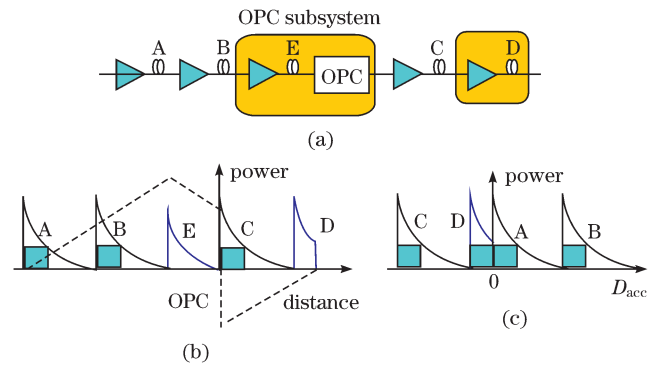 OPC subsystem
A B E C D
OPC
(a)
power
A B E C D
OPC distance
(b)
power
C D A B
0 Dacc
(c)